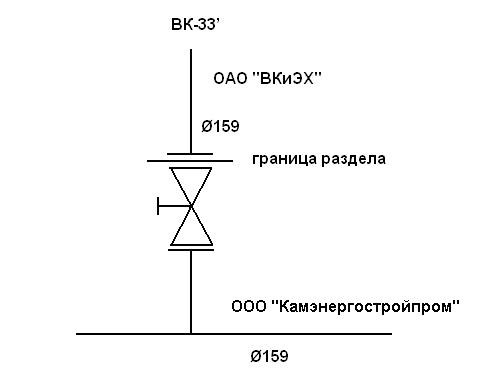 ВК-33'
ОАО "ВКиЭХ"
Ø159
граница раздела
ООО "Камэнергостройпром"
Ø159